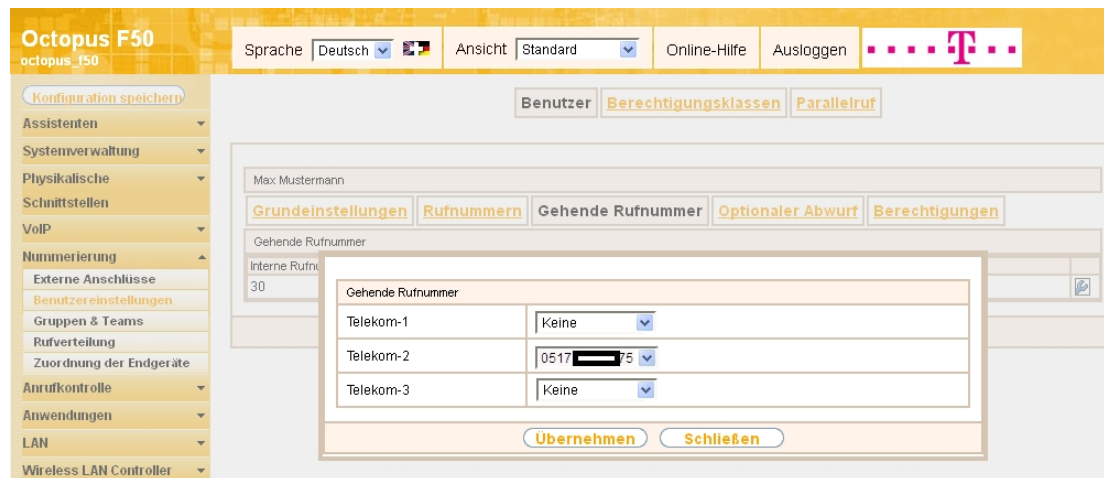 Octopus F50
octopus_f50
Sprache Deutsch Ansicht Standard Online-Hilfe Ausloggen T
Konfiguration speichern
Assistenten
Systemverwaltung
Physikalische
Schnittstellen
VoIP
Nummerierung
Externe Anschlüsse
Benutzereinstellungen
Gruppen & Teams
Rufverteilung
Zuordnung der Endgeräte
Anrufkontrolle
Anwendungen
LAN
Wireless LAN Controller
Benutzer Berechtigungsklassen Parallelruf
Max Mustermann
Grundeinstellungen Rufnummern Gehende Rufnummer Optionaler Abwurf Berechtigungen
Gehende Rufnummer
Interne
30
Gehende Rufnummer
Telekom-1 Keine
Telekom-2 0517 75
Telekom-3 Keine
Übernehmen Schließen